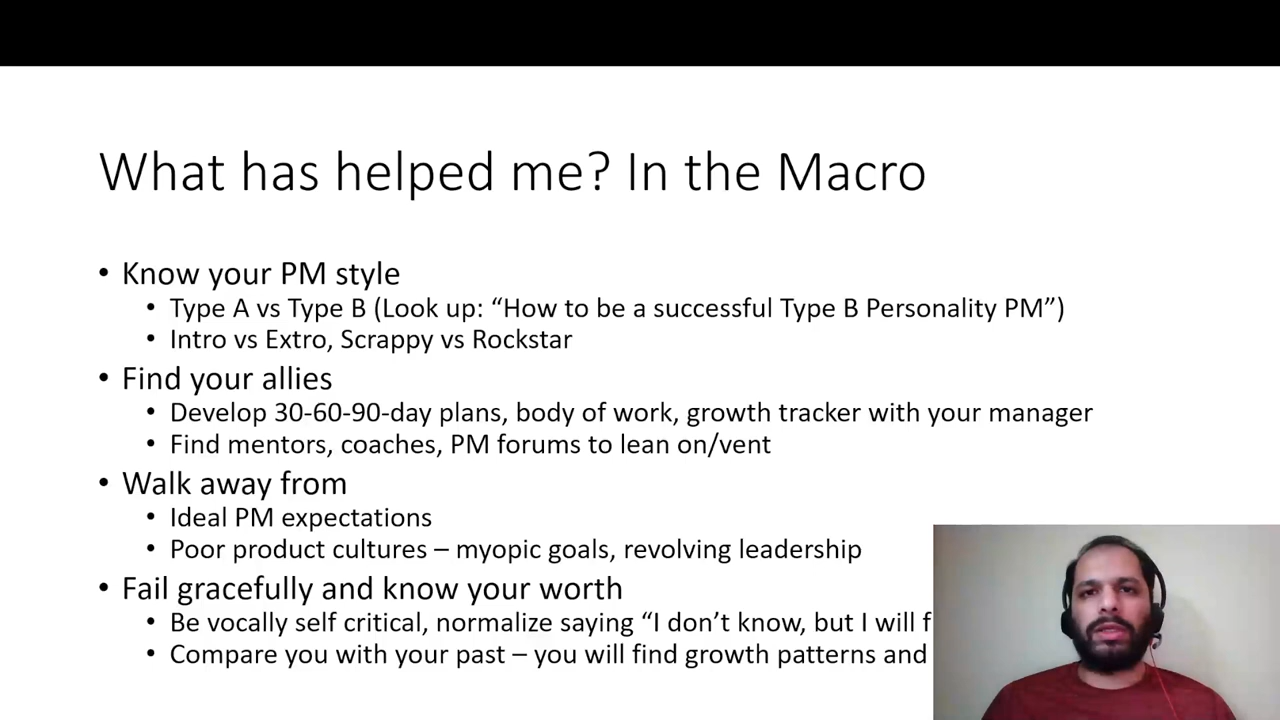 What has helped me? In the Macro
• Know your PM style
• Type A vs Type B (Look up: “How to be a successful Type B Personality PM”)
• Intro vs Extro, Scrappy vs Rockstar
• Find your allies
• Develop 30-60-90-day plans, body of work, growth tracker with your manager
• Find mentors, coaches, PM forums to lean on/vent
• Walk away from
• Ideal PM expectations
• Poor product cultures – myopic goals, revolving leadership
• Fail gracefully and know your worth
• Be vocally self critical, normalize saying “I don’t know, but I will
• Compare you with your past – you will find growth patterns and